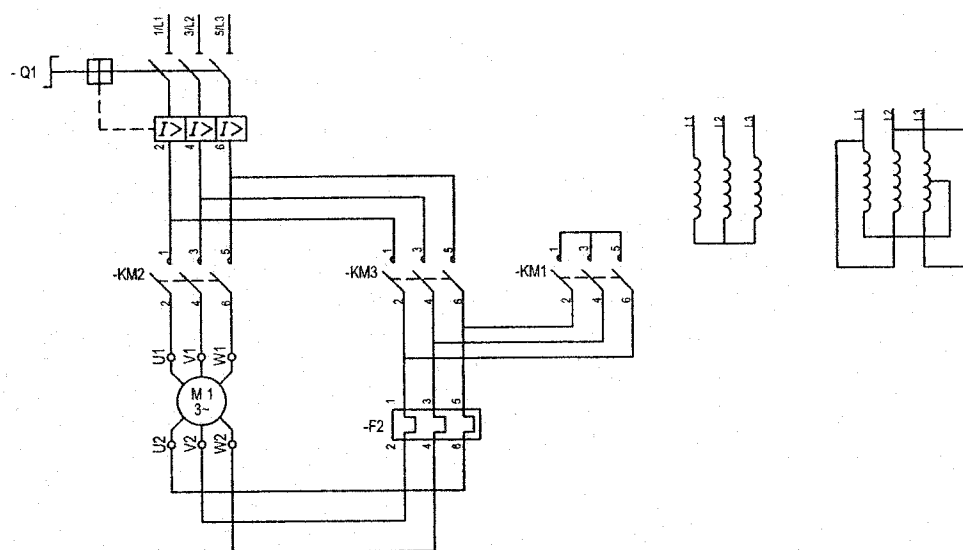 1/L1 3/L2 5/L3
- Q1
I> I> I>
2 4 6
L1 L2 L3
L1 L2 L3
1 3 5
1 3 5
1 3 5
-KM2
-KM3
-KM1
2 4 6
2 4 6
2 4 6
U1 V1 W1
M 1
3~
1 3 5
-F2
2 4 6
U2 V2 W2